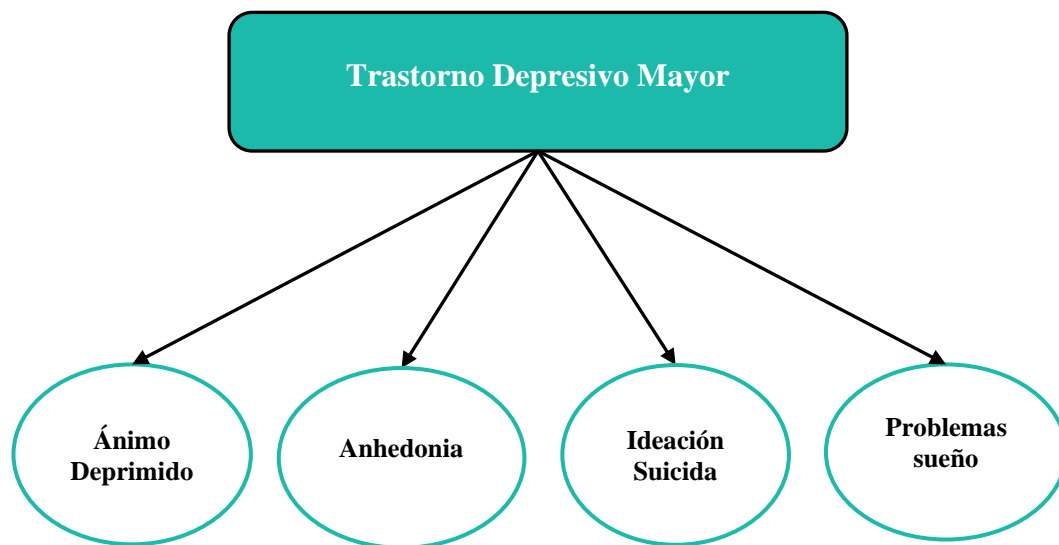 Trastorno Depresivo Mayor
Ánimo
Deprimido
Anhedonia
Ideación
Suicida
Problemas
sueño